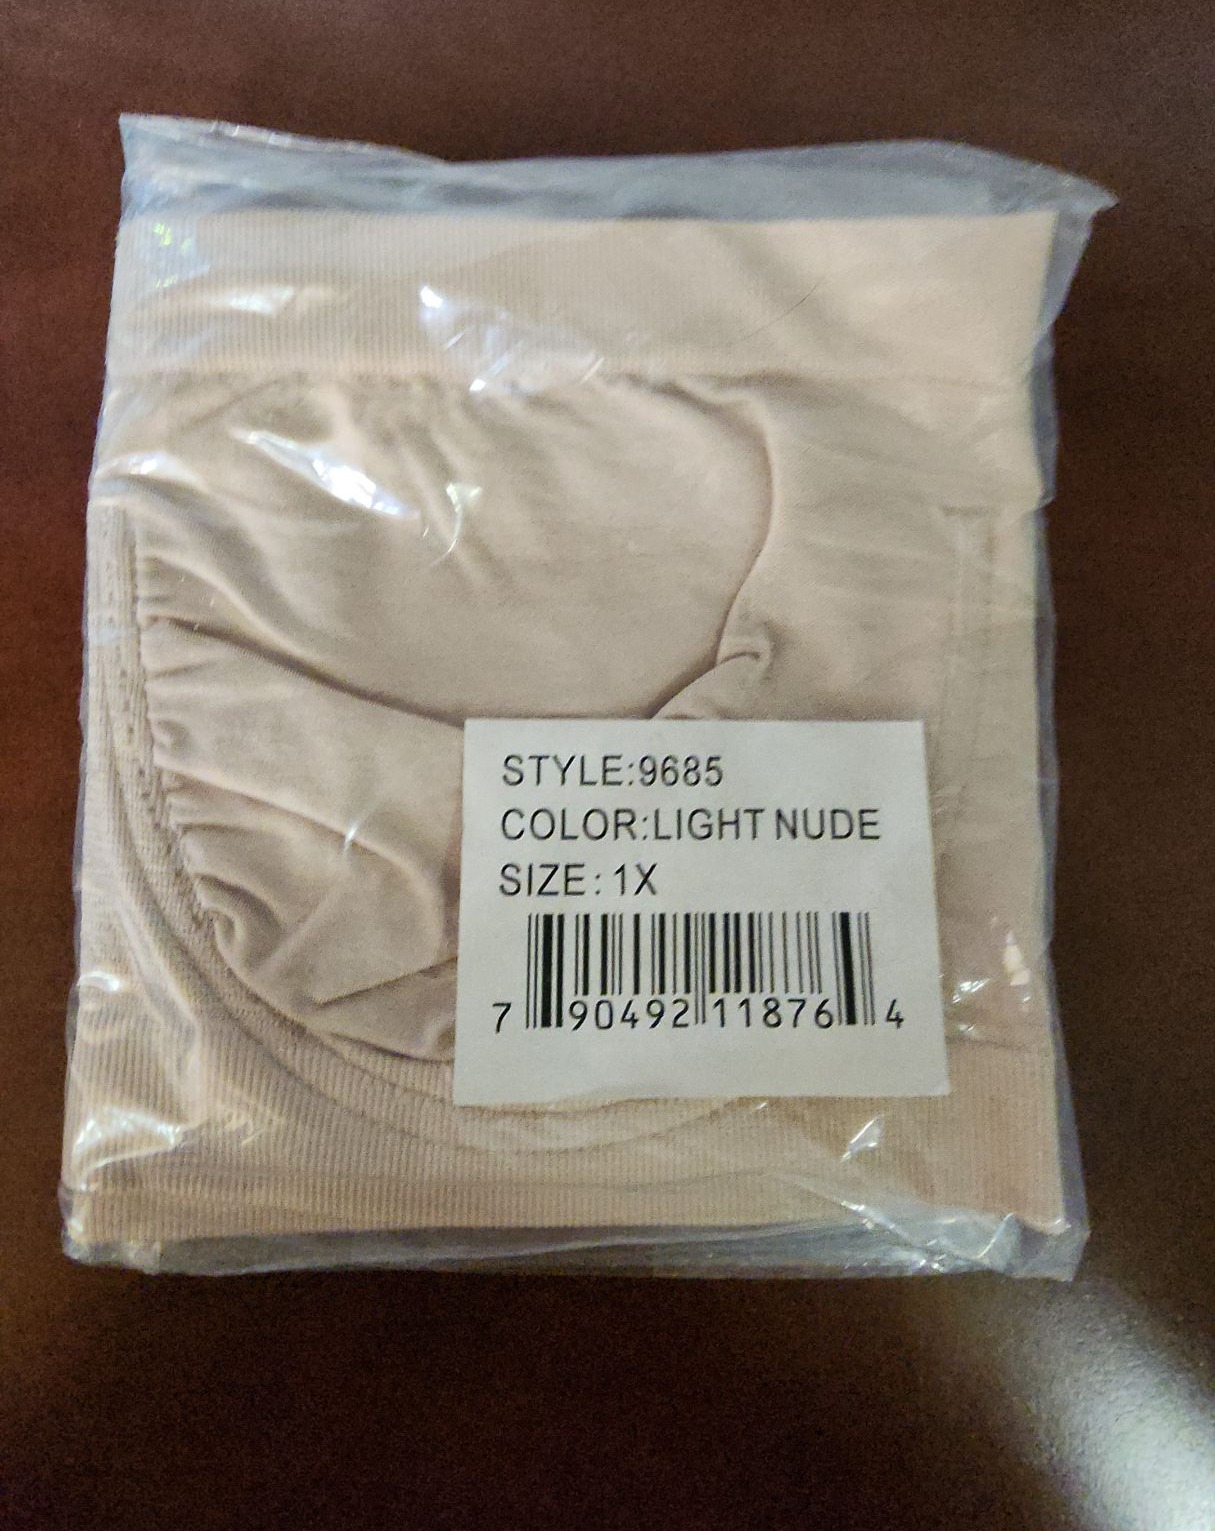 STYLE:9685
COLOR:LIGHT NUDE
SIZE: 1X
7 90492 11876 4